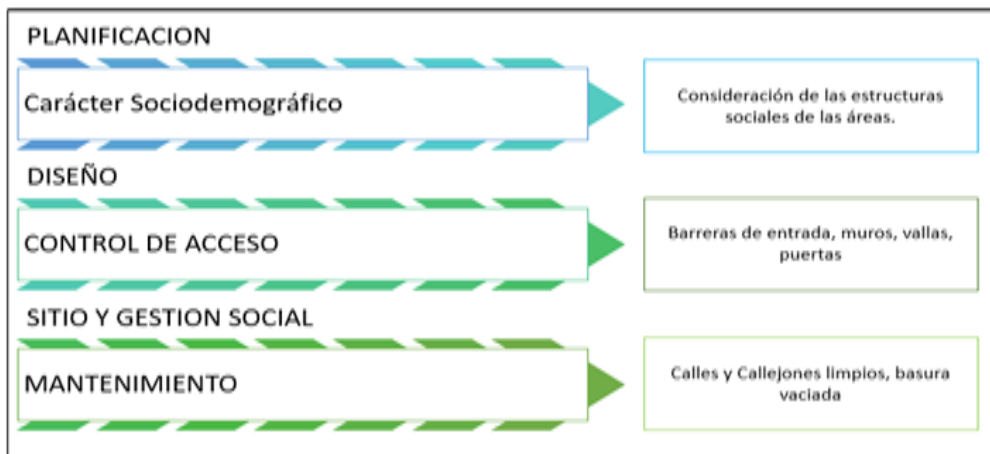 PLANIFICACION
Carácter Sociodemográfico
Consideración de las estructuras
sociales de las áreas.
DISEÑO
CONTROL DE ACCESO
Barreras de entrada, muros, vallas,
puertas
SITIO Y GESTION SOCIAL
MANTENIMIENTO
Calles y Callejones limpios, basura
vaciada